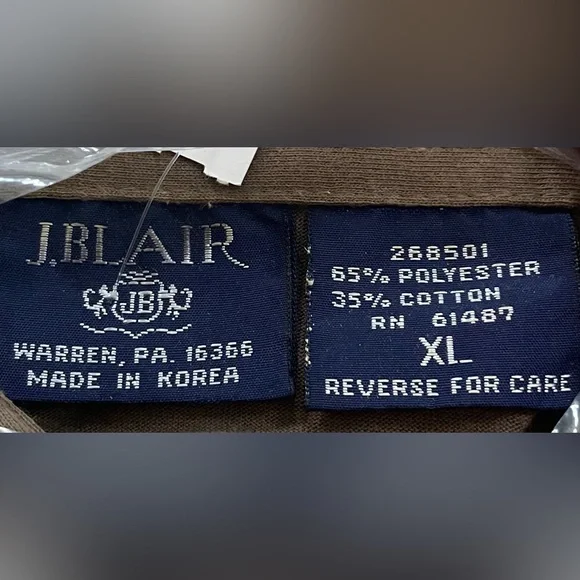 J.BLAIR
JB
WARREN, PA. 16366
MADE IN KOREA
268501
65% POLYESTER
35% COTTON
RN 61487
XL
REVERSE FOR CARE